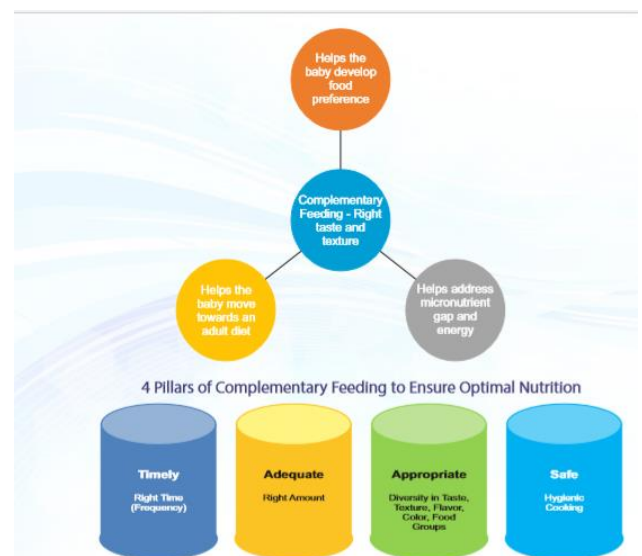 Helps the
baby develop
food
preference
Complementary
Feeding - Right
taste and
texture
Helps the
baby move
towards an
adult diet
Helps address
micronutrient
gap and
energy
4 Pillars of Complementary Feeding to Ensure Optimal Nutrition
Timely
Right Time
(Frequency)
Adequate
Right Amount
Appropriate
Diversity in Taste,
Texture, Flavor,
Color, Food
Groups
Safe
Hygienic
Cooking